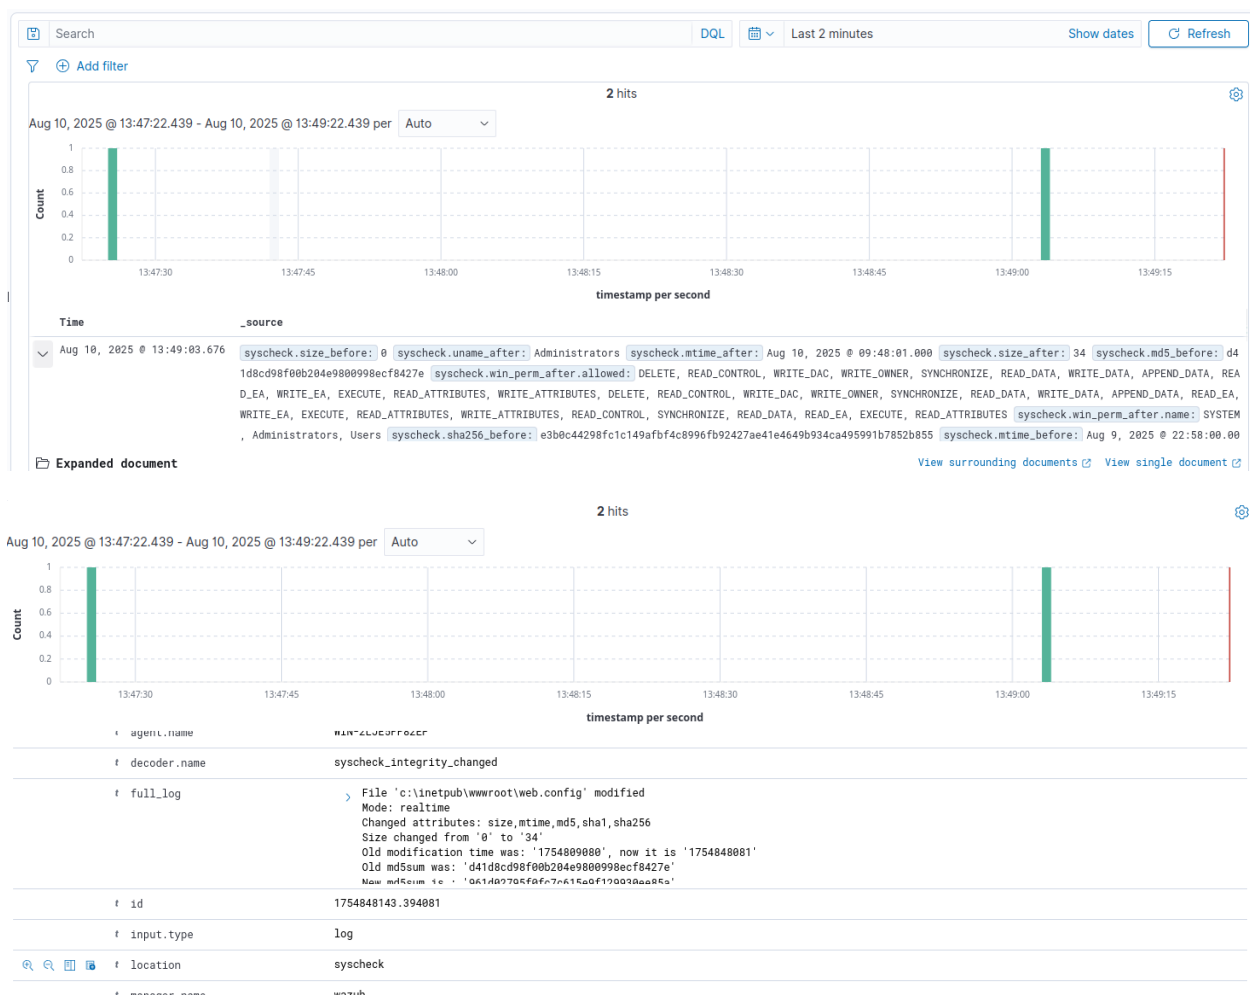 Search DQL Last 2 minutes Show dates Refresh
Add filter
2 hits
Aug 10, 2025 @ 13:47:22.439 - Aug 10, 2025 @ 13:49:22.439 per Auto
1
0.8
0.6
0.4
0.2
0
Count
13:47:30 13:47:45 13:48:00 13:48:15 13:48:30 13:48:45 13:49:00 13:49:15
timestamp per second
Time _source
Aug 10, 2025 @ 13:49:03.676 syscheck.size_before: 0 syscheck.uname_after: Administrators syscheck.mtime_after: Aug 10, 2025 @ 09:48:01.000 syscheck.size_after: 34 syscheck.md5_before: d4
1d8cd98f00b204e9800998ecf8427e syscheck.win_perm_after.allowed: DELETE, READ_CONTROL, WRITE_DAC, WRITE_OWNER, SYNCHRONIZE, READ_DATA, WRITE_DATA, APPEND_DATA, REA
D_EA, WRITE_EA, EXECUTE, READ_ATTRIBUTES, WRITE_ATTRIBUTES, DELETE, READ_CONTROL, WRITE_DAC, WRITE_OWNER, SYNCHRONIZE, READ_DATA, WRITE_DATA, APPEND_DATA, READ_EA,
WRITE_EA, EXECUTE, READ_ATTRIBUTES, WRITE_ATTRIBUTES, READ_CONTROL, SYNCHRONIZE, READ_DATA, READ_EA, EXECUTE, READ_ATTRIBUTES syscheck.win_perm_after.name: SYSTEM
, Administrators, Users syscheck.sha256_before: e3b0c44298fc1c149afbf4c8996fb92427ae41e4649b934ca495991b7852b855 syscheck.mtime_before: Aug 9, 2025 @ 22:58:00.00
Expanded document View surrounding documents View single document
2 hits
Aug 10, 2025 @ 13:47:22.439 - Aug 10, 2025 @ 13:49:22.439 per Auto
1
0.8
0.6
0.4
0.2
0
Count
13:47:30 13:47:45 13:48:00 13:48:15 13:48:30 13:48:45 13:49:00 13:49:15
timestamp per second
t agent.name
t decoder.name syscheck_integrity_changed
t full_log File 'c:\inetpub\wwwroot\web.config' modified
Mode: realtime
Changed attributes: size,mtime,md5,sha1,sha256
Size changed from '0' to '34'
Old modification time was: '1754809080', now it is '1754848081'
Old md5sum was: 'd41d8cd98f00b204e9800998ecf8427e'
New md5sum is : '961d02795f0fc7c615e9f129930ee85a'
t id 1754848143.394081
t input.type log
t location syscheck
t manager.name wazuh